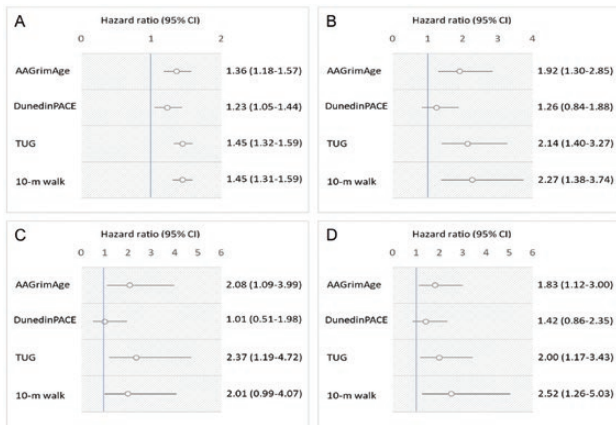 A
Hazard ratio (95% CI)
0 1 2
AAGrimAge 1.36 (1.18-1.57)
DunedinPACE 1.23 (1.05-1.44)
TUG 1.45 (1.32-1.59)
10-m walk 1.45 (1.31-1.59)
B
Hazard ratio (95% CI)
0 1 2 3 4
AAGrimAge 1.92 (1.30-2.85)
DunedinPACE 1.26 (0.84-1.88)
TUG 2.14 (1.40-3.27)
10-m walk 2.27 (1.38-3.74)
C
Hazard ratio (95% CI)
0 1 2 3 4 5 6
AAGrimAge 2.08 (1.09-3.99)
DunedinPACE 1.01 (0.51-1.98)
TUG 2.37 (1.19-4.72)
10-m walk 2.01 (0.99-4.07)
D
Hazard ratio (95% CI)
0 1 2 3 4 5 6
AAGrimAge 1.83 (1.12-3.00)
DunedinPACE 1.42 (0.86-2.35)
TUG 2.00 (1.17-3.43)
10-m walk 2.52 (1.26-5.03)